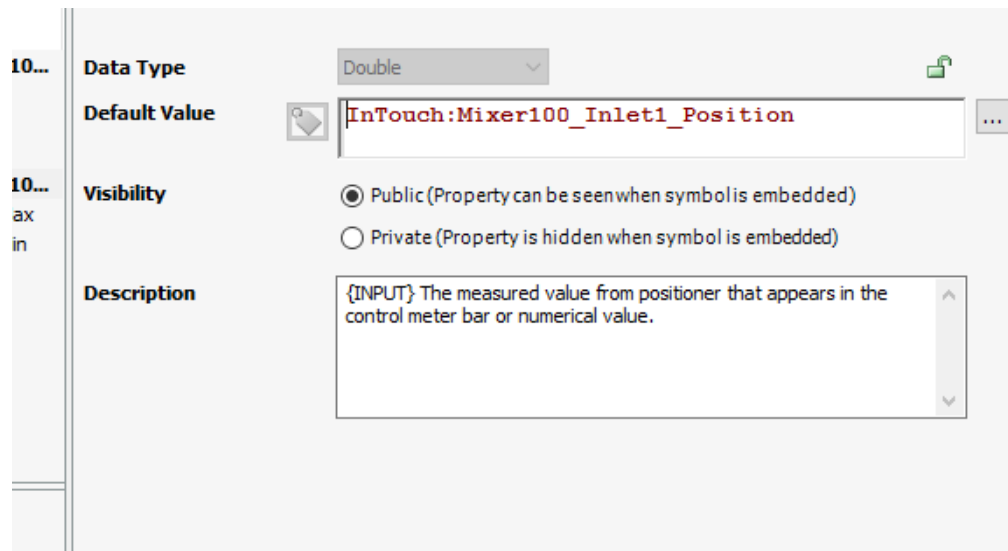 10...
Data Type
Double
Default Value
InTouch:Mixer100_Inlet1_Position
...
10...
ax
in
Visibility
Public (Property can be seen when symbol is embedded)
Private (Property is hidden when symbol is embedded)
Description
{INPUT} The measured value from positioner that appears in the
control meter bar or numerical value.